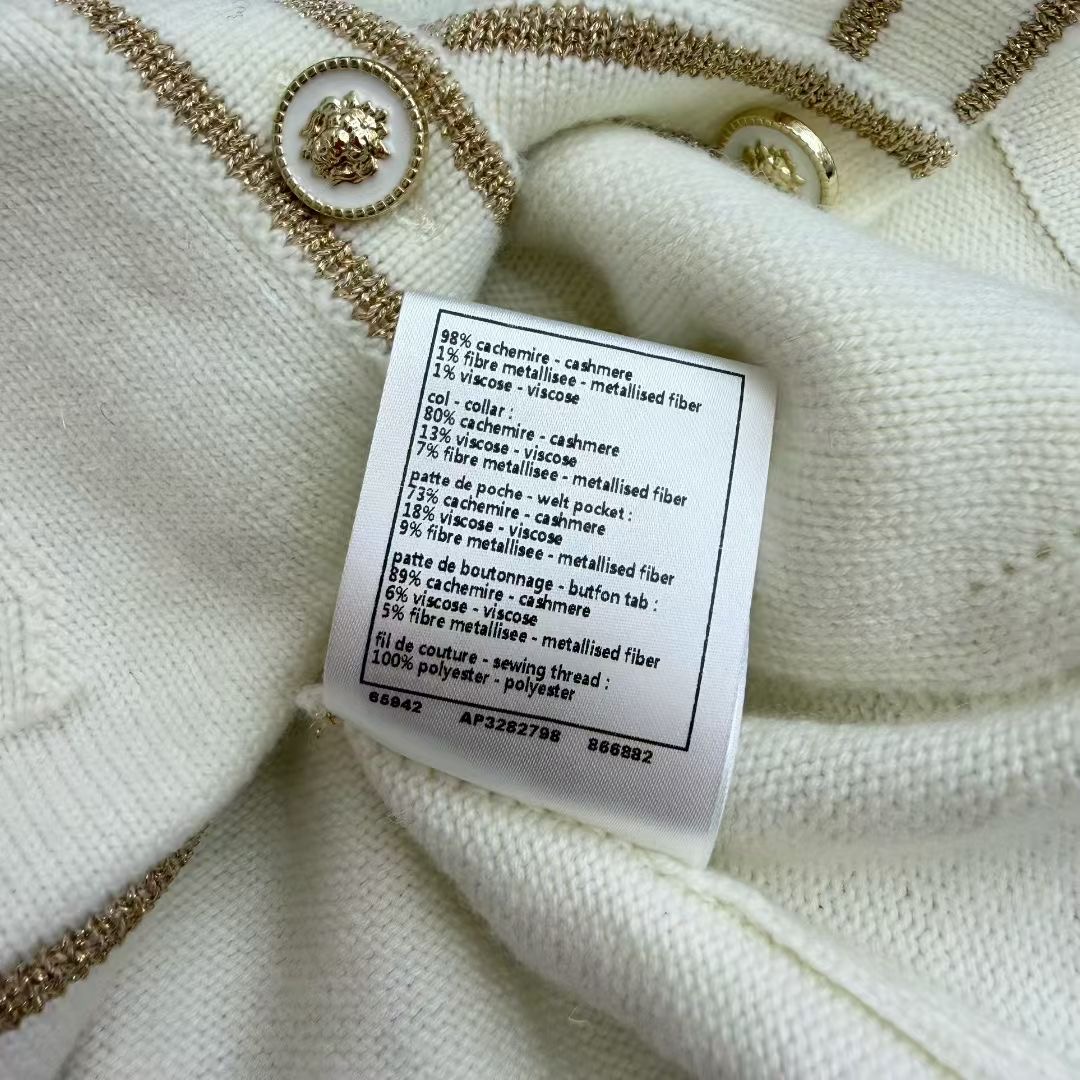 98% cachemire - cashmere
1% fibre metallisee - metallised fiber
1% viscose - viscose
col - collar :
80% cachemire - cashmere
13% viscose - viscose
7% fibre metallisee - metallised fiber
patte de poche - welt pocket :
73% cachemire - cashmere
18% viscose - viscose
9% fibre metallisee - metallised fiber
patte de boutonnage - butfon tab :
89% cachemire - cashmere
6% viscose - viscose
5% fibre metallisee - metallised fiber
fil de couture - sewing thread :
100% polyester - polyester
65942 AP3282798 866882